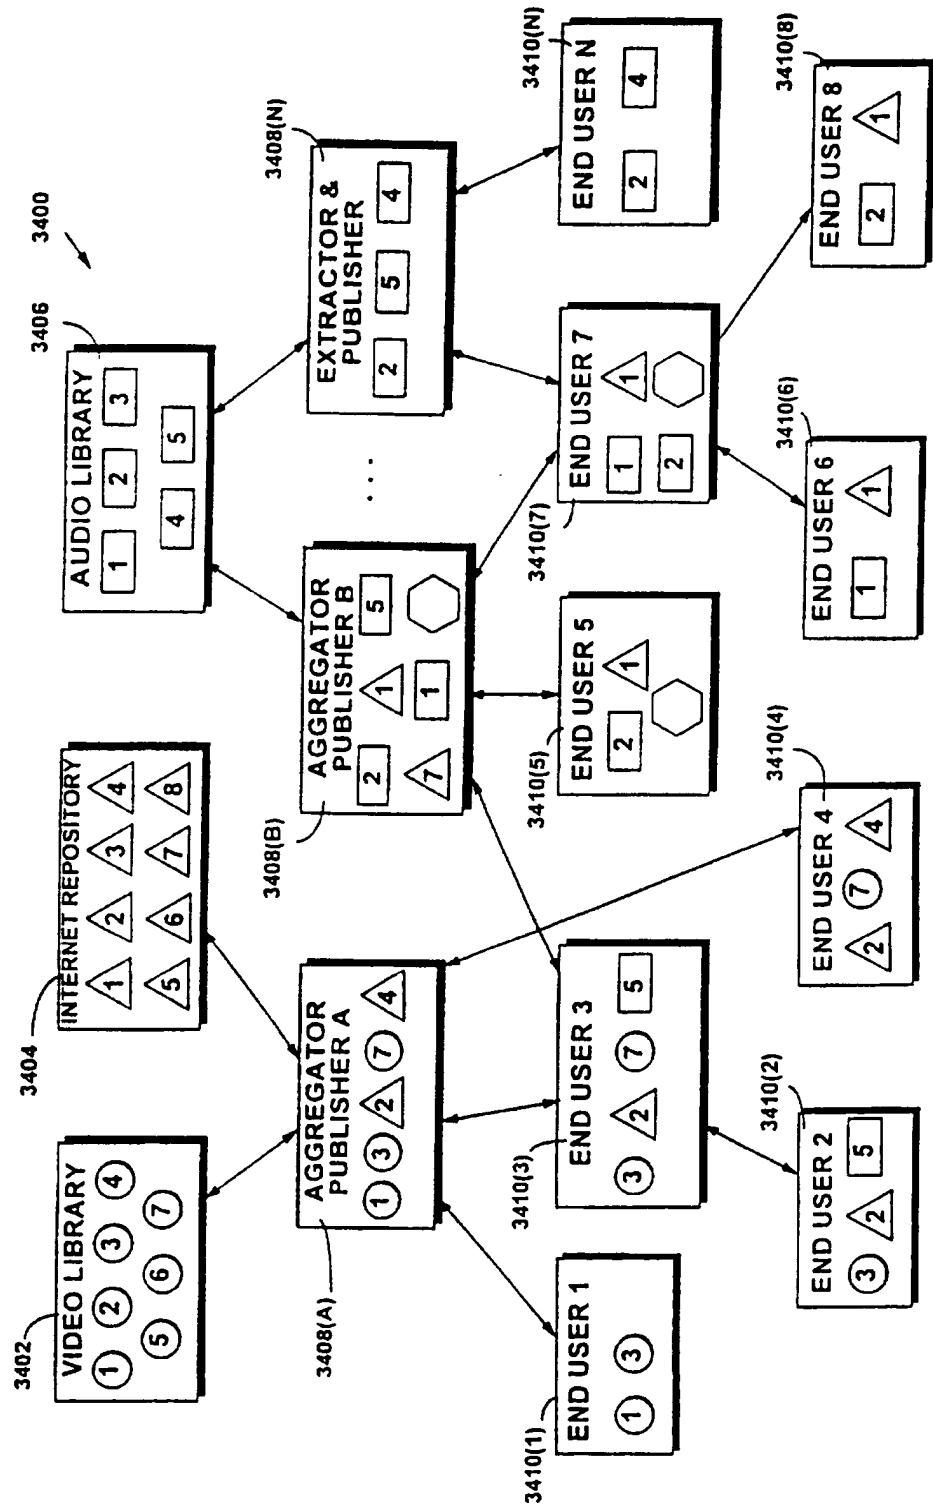 3400
3402
VIDEO LIBRARY
1 2 3 4
5 6 7
3404
INTERNET REPOSITORY
1 2 3 4
5 6 7 8
3406
AUDIO LIBRARY
1 2 3
4 5
3408(A)
AGGREGATOR
PUBLISHER A
1 3 2 7 4
3408(B)
AGGREGATOR
PUBLISHER B
2 1 5
7 1
. . .
3408(N)
EXTRACTOR &
PUBLISHER
2 5 4
3410(1)
END USER 1
1 3
3410(3)
END USER 3
3 2 7 5
3410(5)
END USER 5
2 1
3410(7)
END USER 7
1 1
2
3410(N)
END USER N
2 4
3410(2)
END USER 2
3 2 5
3410(4)
END USER 4
2 7 4
3410(6)
END USER 6
1 1
3410(8)
END USER 8
2 1